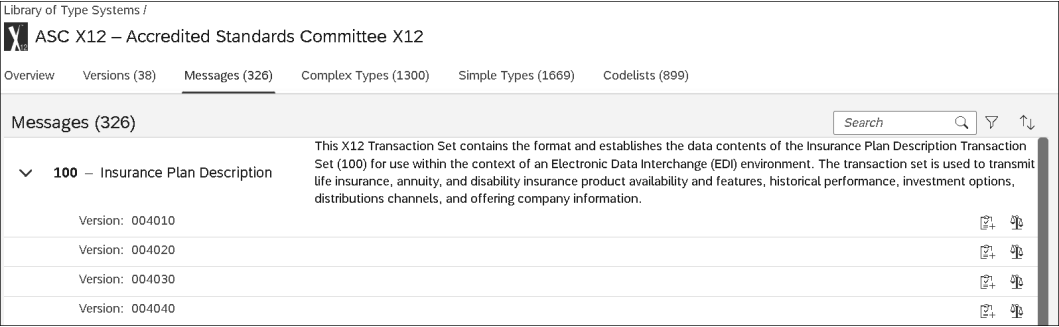 Library of Type Systems /
X12 ASC X12 – Accredited Standards Committee X12
Overview Versions (38) Messages (326) Complex Types (1300) Simple Types (1669) Codelists (899)
Messages (326) Search
This X12 Transaction Set contains the format and establishes the data contents of the Insurance Plan Description Transaction
Set (100) for use within the context of an Electronic Data Interchange (EDI) environment. The transaction set is used to transmit
100 – Insurance Plan Description
life insurance, annuity, and disability insurance product availability and features, historical performance, investment options,
distributions channels, and offering company information.
Version: 004010
Version: 004020
Version: 004030
Version: 004040